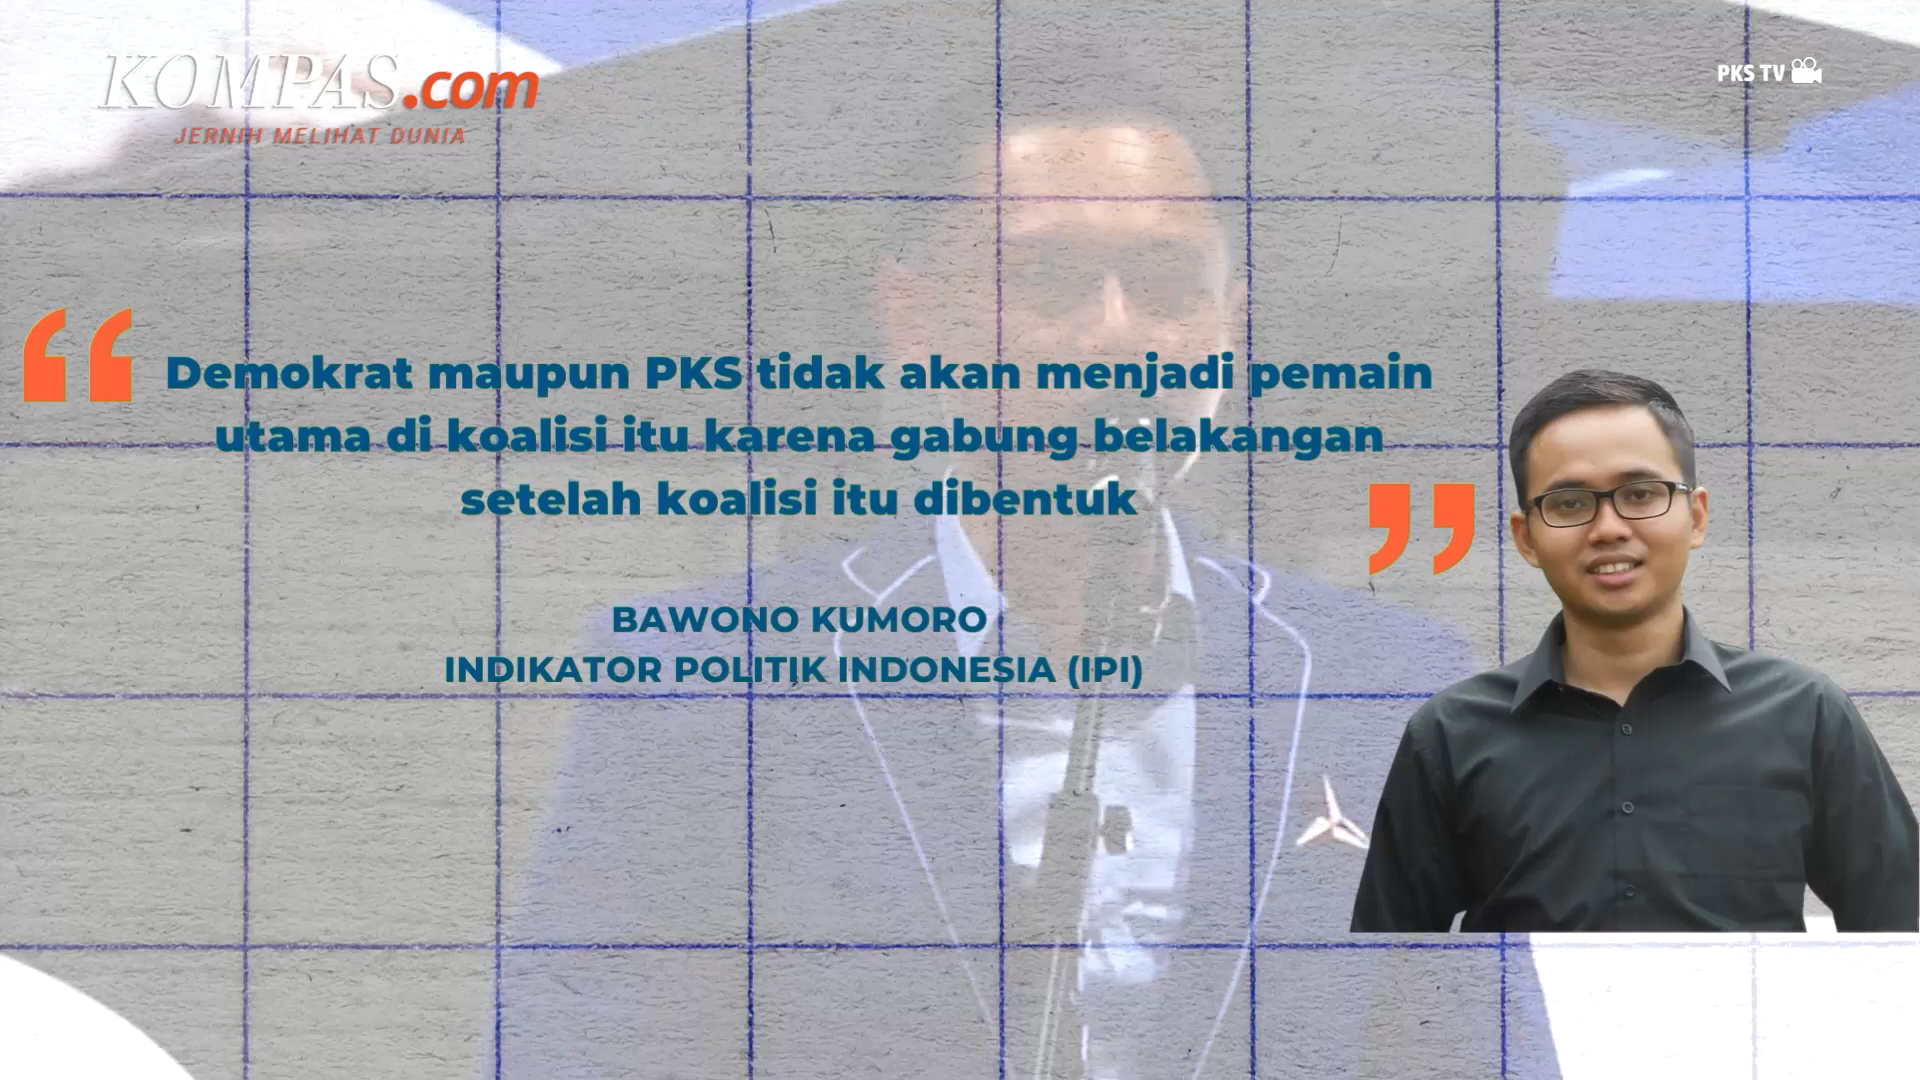 KOMPAS.com
JERNIH MELIHAT DUNIA
PKS TV
“Demokrat maupun PKS tidak akan menjadi pemain
utama di koalisi itu karena gabung belakangan
setelah koalisi itu dibentuk”
BAWONO KUMORO
INDIKATOR POLITIK INDONESIA (IPI)